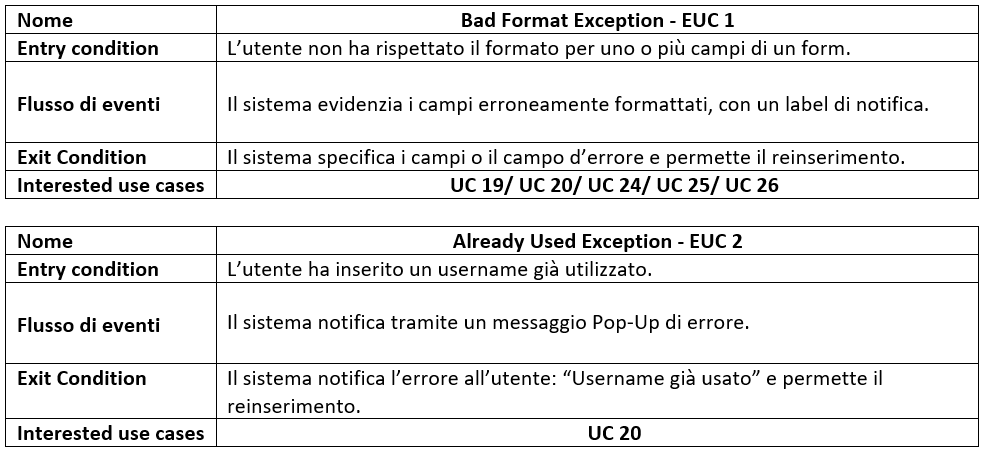 Nome Bad Format Exception - EUC 1
Entry condition L’utente non ha rispettato il formato per uno o più campi di un form.
Flusso di eventi Il sistema evidenzia i campi erroneamente formattati, con un label di notifica.
Exit Condition Il sistema specifica i campi o il campo d’errore e permette il reinserimento.
Interested use cases UC 19/ UC 20/ UC 24/ UC 25/ UC 26
Nome Already Used Exception - EUC 2
Entry condition L’utente ha inserito un username già utilizzato.
Flusso di eventi Il sistema notifica tramite un messaggio Pop-Up di errore.
Exit Condition Il sistema notifica l’errore all’utente: “Username già usato” e permette il
reinserimento.
Interested use cases UC 20